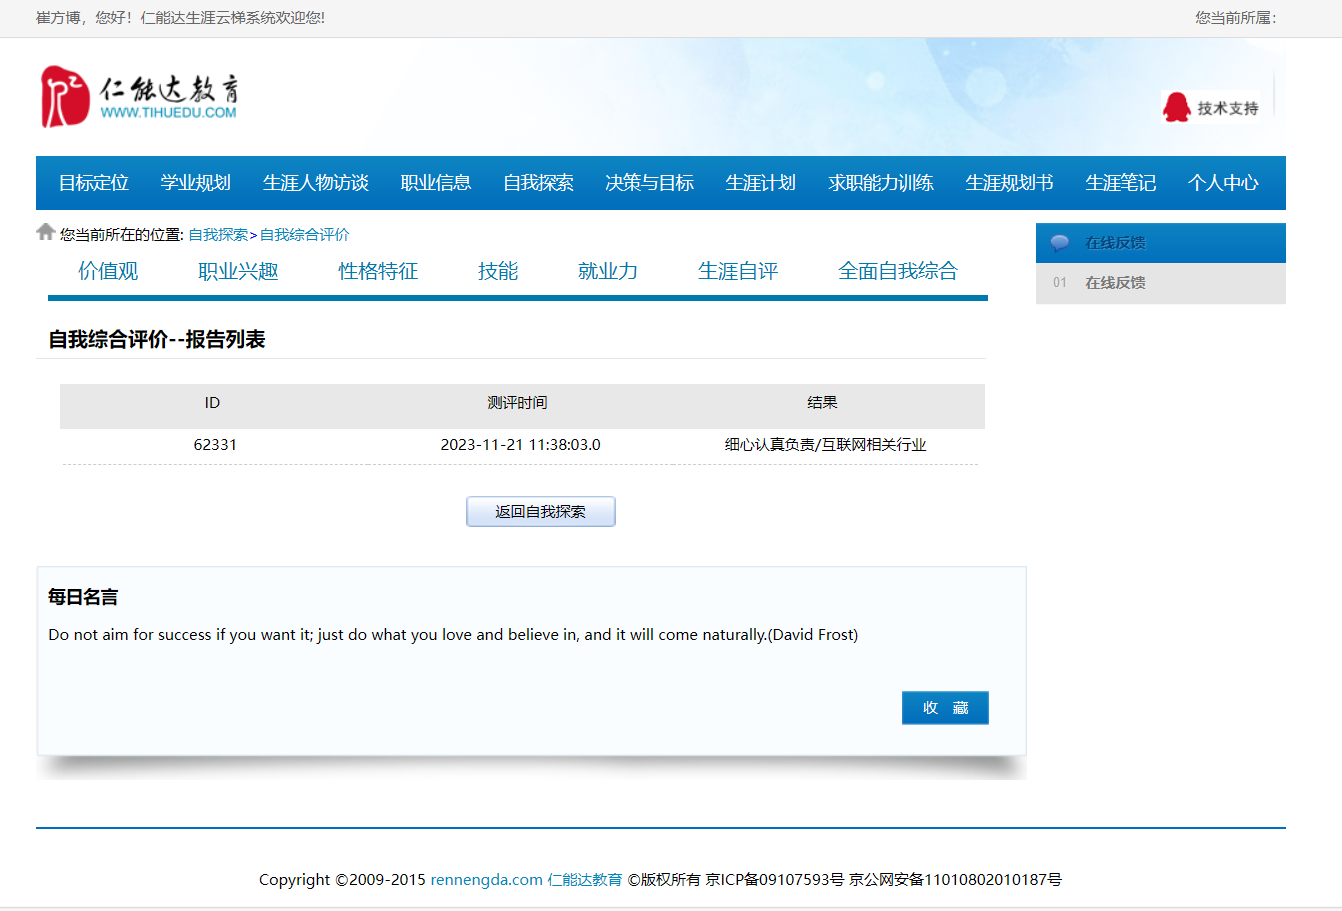 崔方博，您好！仁能达生涯云梯系统欢迎您!
您当前所属：
仁能达教育
WWW.TIHUEDU.COM
技术支持
目标定位 学业规划 生涯人物访谈 职业信息 自我探索 决策与目标 生涯计划 求职能力训练 生涯规划书 生涯笔记 个人中心
您当前所在的位置: 自我探索>自我综合评价
价值观 职业兴趣 性格特征 技能 就业力 生涯自评 全面自我综合
在线反馈
01 在线反馈
自我综合评价--报告列表
ID 测评时间 结果
62331 2023-11-21 11:38:03.0 细心认真负责/互联网相关行业
返回自我探索
每日名言
Do not aim for success if you want it; just do what you love and believe in, and it will come naturally.(David Frost)
收 藏
Copyright ©2009-2015 rennengda.com 仁能达教育 ©版权所有 京ICP备09107593号 京公网安备11010802010187号